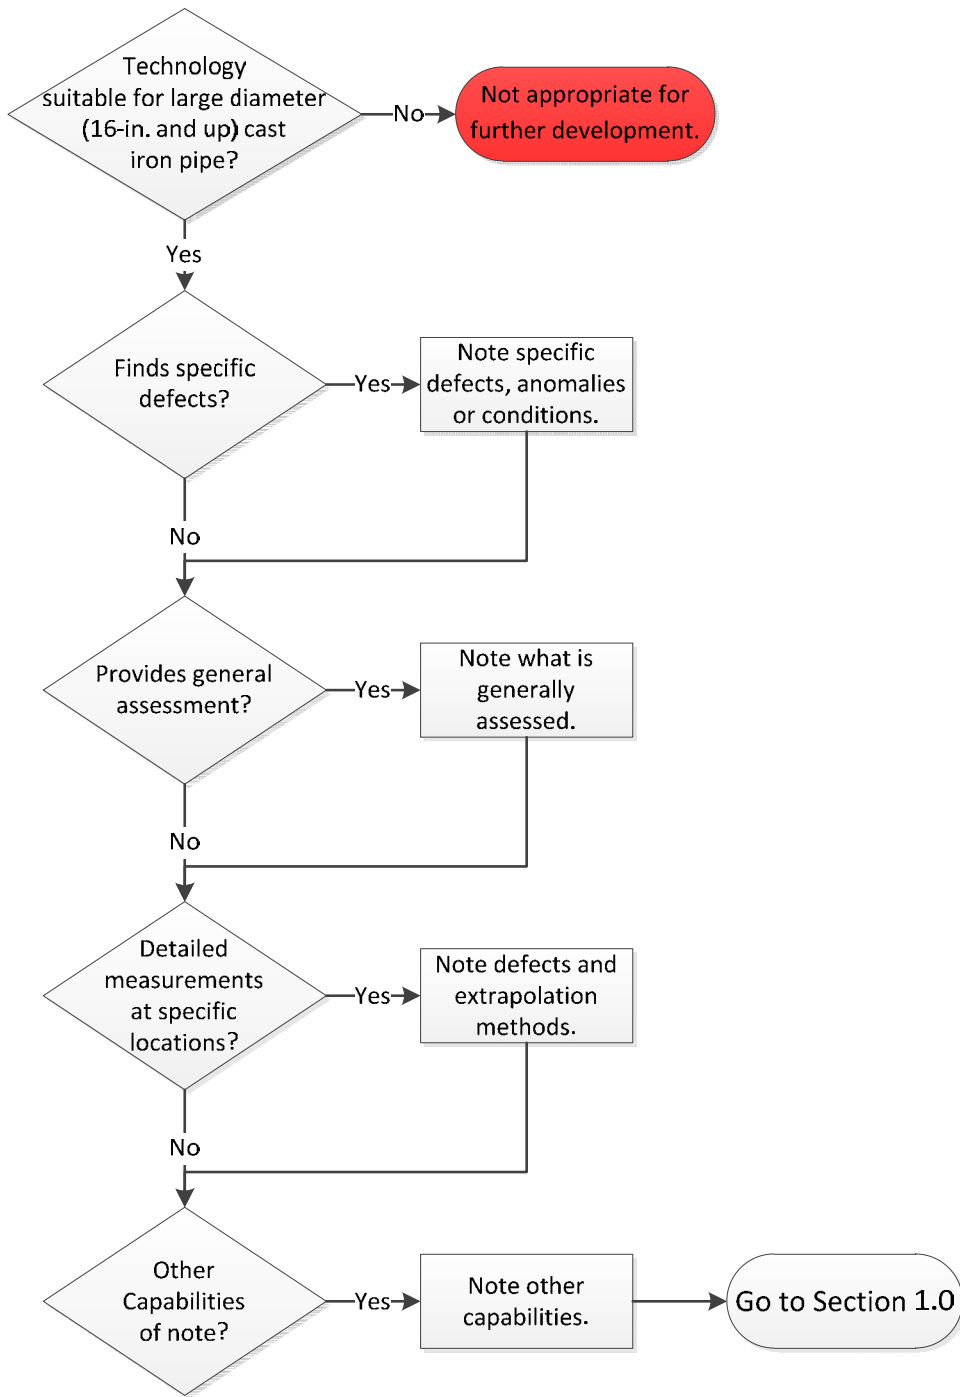 Technology
suitable for large diameter
(16-in. and up) cast
iron pipe?
No
Not appropriate for
further development.
Yes
Finds specific
defects?
Yes
Note specific
defects, anomalies
or conditions.
No
Provides general
assessment?
Yes
Note what is
generally
assessed.
No
Detailed
measurements
at specific
locations?
Yes
Note defects and
extrapolation
methods.
No
Other
Capabilities
of note?
Yes
Note other
capabilities.
Go to Section 1.0